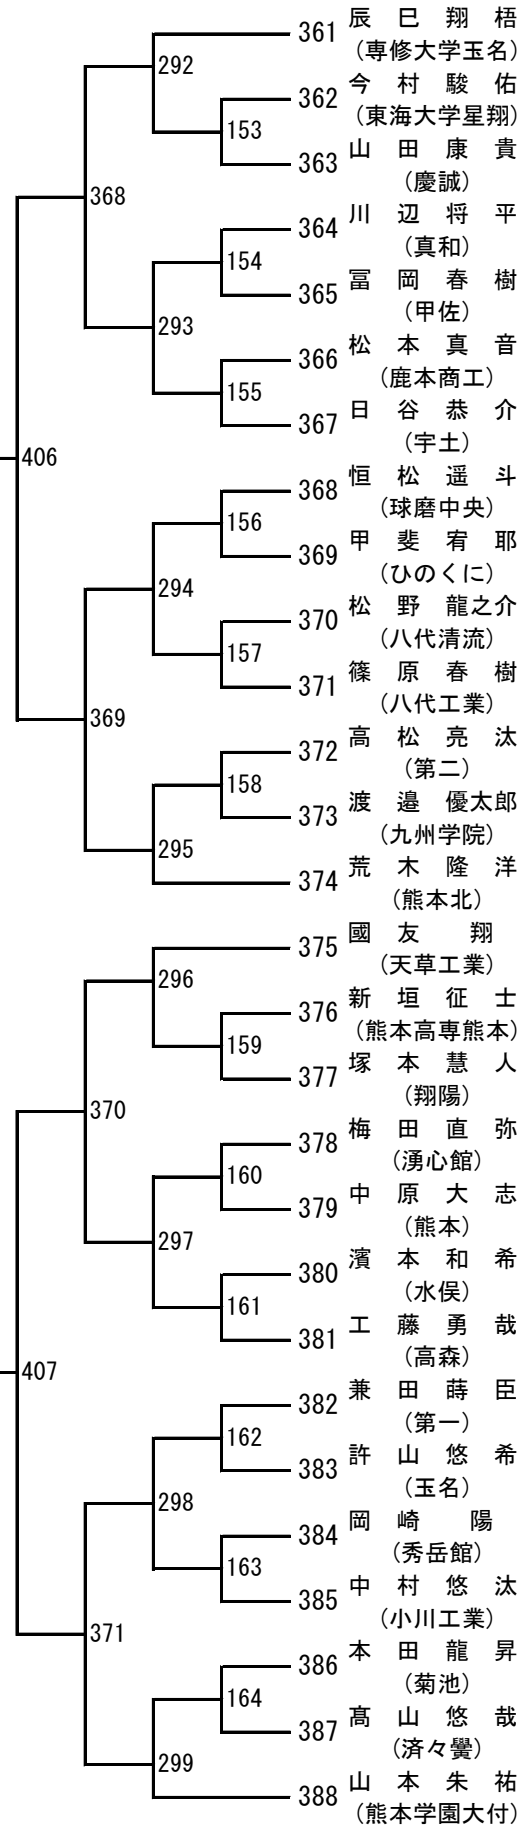 361 辰巳翔梧
(専修大学玉名)
292
362 今村駿佑
(東海大学星翔)
153
363 山田康貴
(慶誠)
368
364 川辺将平
(真和)
154
365 冨岡春樹
(甲佐)
293
366 松本真音
(鹿本商工)
155
367 日谷恭介
(宇土)
406
368 恒松遥斗
(球磨中央)
156
369 甲斐宥耶
(ひのくに)
294
370 松野龍之介
(八代清流)
157
371 篠原春樹
(八代工業)
369
372 高松亮汰
(第二)
158
373 渡邉優太郎
(九州学院)
295
374 荒木隆洋
(熊本北)
375 國友翔
(天草工業)
296
376 新垣征士
(熊本高専熊本)
159
377 塚本慧人
(翔陽)
370
378 梅田直弥
(湧心館)
160
379 中原大志
(熊本)
297
380 濱本和希
(水俣)
161
381 工藤勇哉
(高森)
407
382 兼田蒔臣
(第一)
162
383 許山悠希
(玉名)
298
384 岡崎陽
(秀岳館)
163
385 中村悠汰
(小川工業)
371
386 本田龍昇
(菊池)
164
387 髙山悠哉
(済々黌)
299
388 山本朱祐
(熊本学園大付)